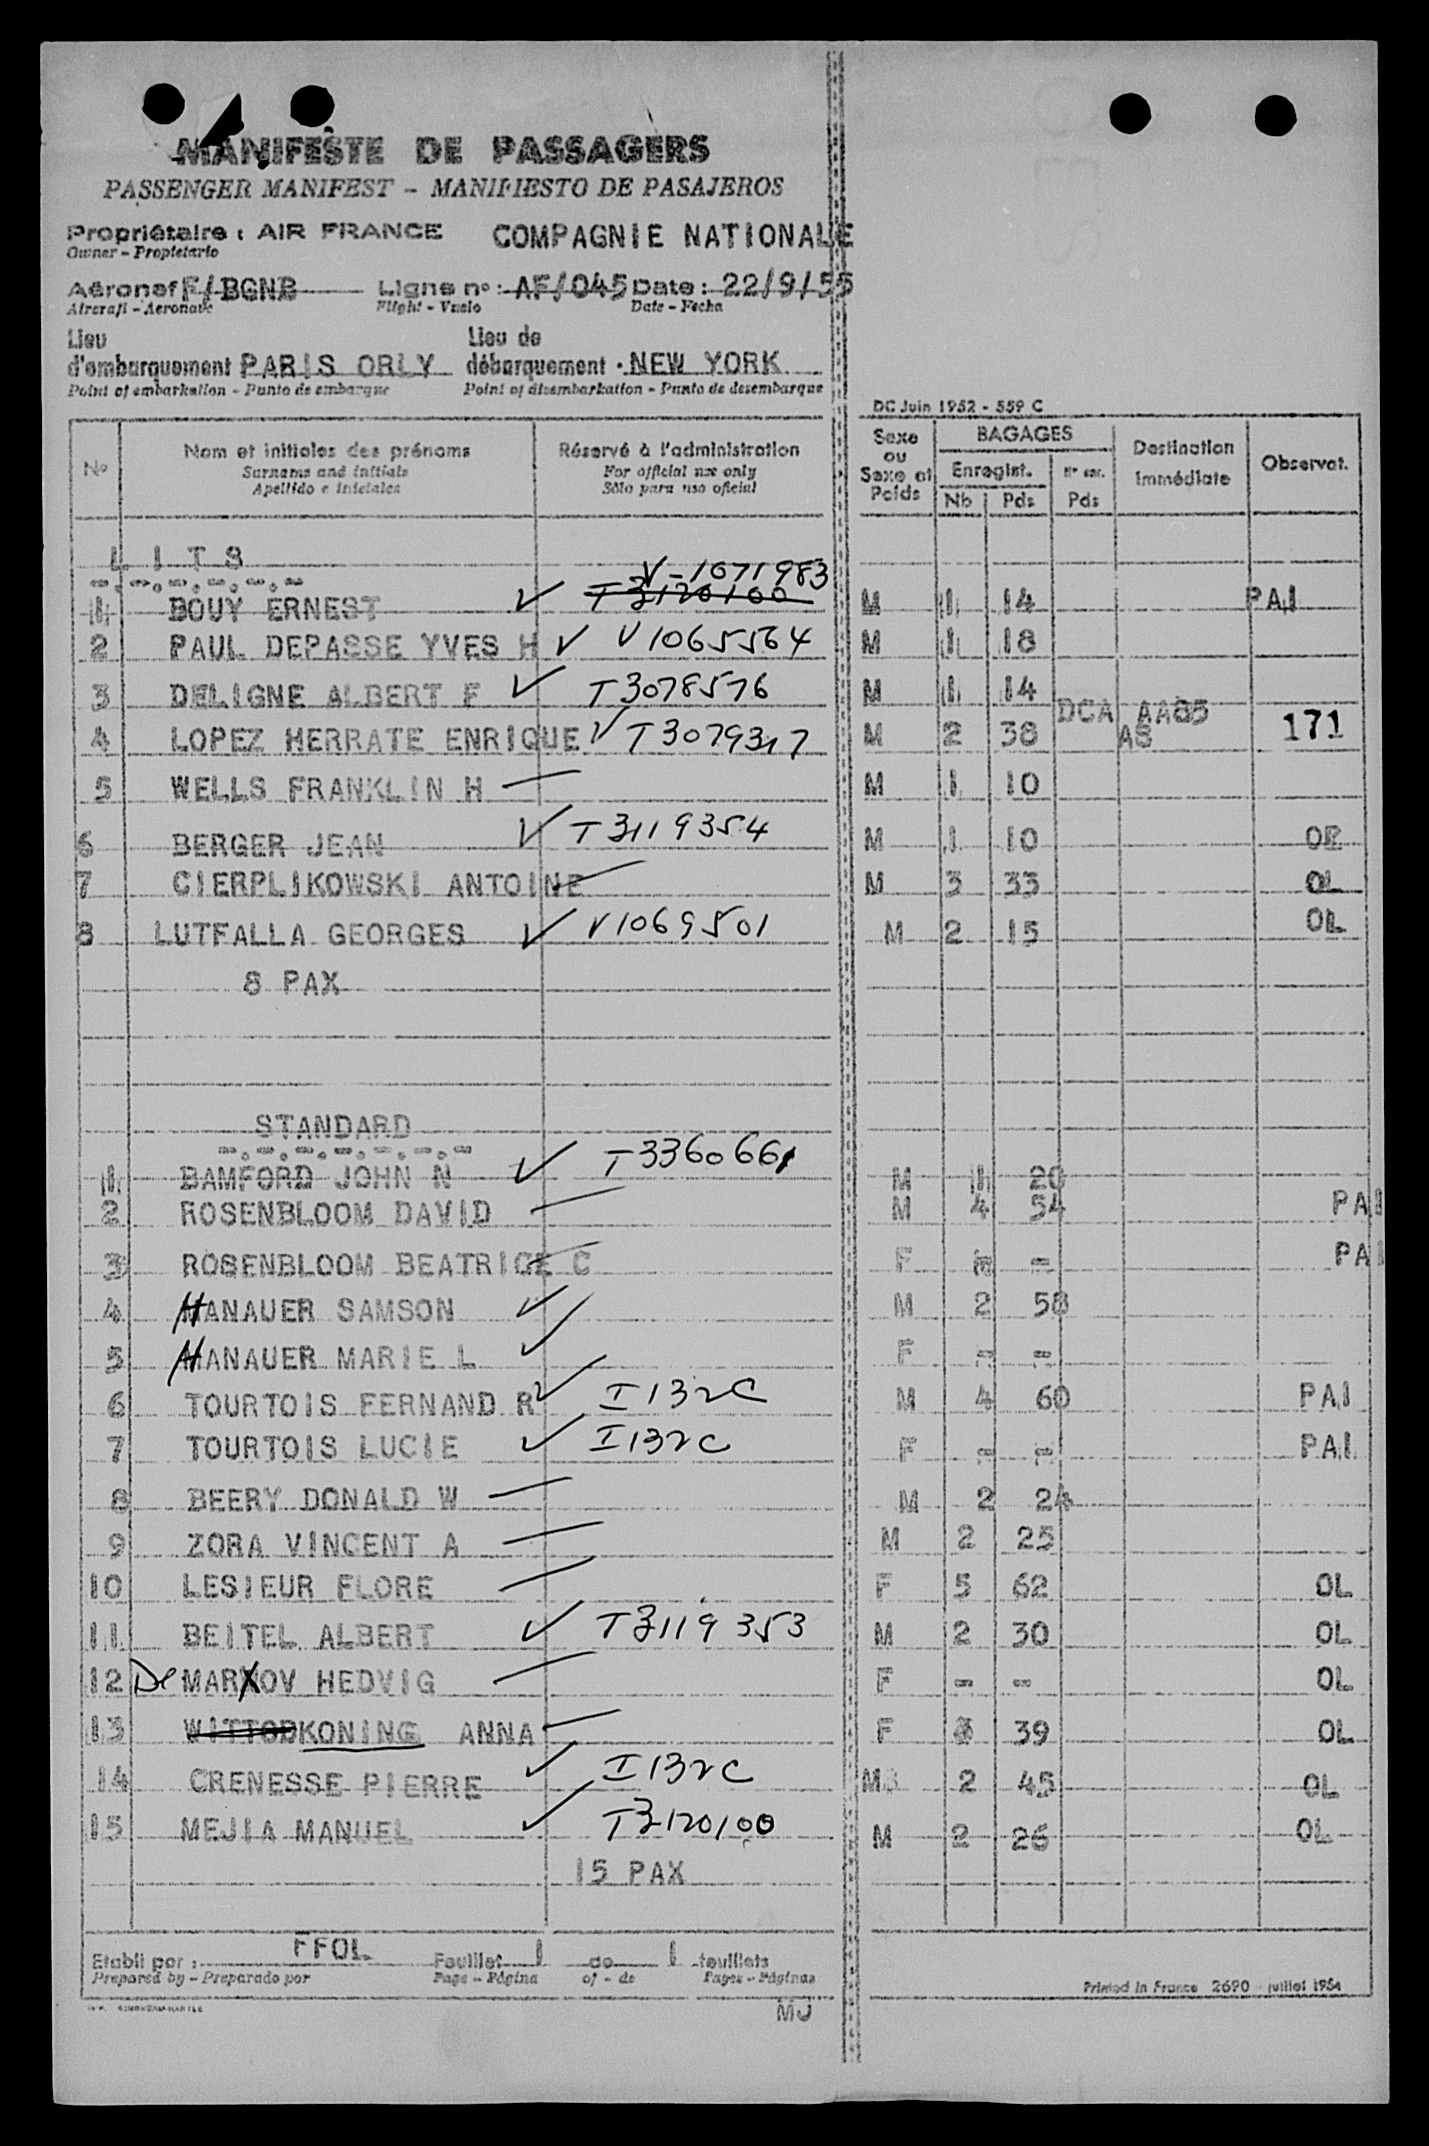 MANIFESTE DE PASSAGERS
PASSENGER MANIFEST - MANIFIESTO DE PASAJEROS
Propriétaire : AIR FRANCE COMPAGNIE NATIONALE
Owner - Propietario
Aéronef F/BGNB Ligne n° : AF/045 Date : 22/9/55
Aircraft - Aeronave Flight - Vuelo Date - Fecha
Lieu Lieu de
d'embarquement PARIS ORLY débarquement . NEW YORK
Point of embarkation - Punto de embarque Point of disembarkation - Punto de desembarque
DC Juin 1952 - 559 C
N° Nom et initiales des prénoms Réservé à l'administration Sexe ou Sexe et Poids BAGAGES Destination immédiate Observat.
Surname and initials For official use only Enregist. Nb Pds Pds
Apellido e iniciales Sólo para uso oficial
L I T S
V-1071983
1 BOUY ERNEST T3120100 M 1 14 PAI
2 PAUL DEPASSE YVES H V1065564 M 1 18
3 DELIGNE ALBERT F T3078576 M 1 14
DCA AA85
4 LOPEZ HERRATE ENRIQUE T3079317 M 2 38 AS 171
5 WELLS FRANKLIN H M 1 10
6 BERGER JEAN T3119354 M 1 10 OR
7 CIERPLIKOWSKI ANTOINE M 3 33 OL
8 LUTFALLA GEORGES V1069501 M 2 15 OL
8 PAX
STANDARD
1 BAMFORD JOHN N T3360661 M 1 20
2 ROSENBLOOM DAVID M 4 54 PAI
3 ROSENBLOOM BEATRICE C F - - PAI
4 HANAUER SAMSON M 2 58
5 HANAUER MARIE L F - -
6 TOURTOIS FERNAND R I132C M 4 60 PAI
7 TOURTOIS LUCIE I132C F - - PAI
8 BEERY DONALD W M 2 24
9 ZORA VINCENT A M 2 25
10 LESIEUR FLORE F 5 62 OL
11 BEITEL ALBERT T3119353 M 2 30 OL
12 De MARKOV HEDVIG F - - OL
13 WITTOD KONING ANNA F 3 39 OL
14 CRENESSE PIERRE I132C M 2 45 OL
15 MEJIA MANUEL T3120100 M 2 26 OL
15 PAX
Etabli par : FFOL Feuillet 1 de 1 feuillets
Prepared by - Preparado por Page - Página of - de Pages - Páginas
Printed in France 2690 - juillet 1954
MJ